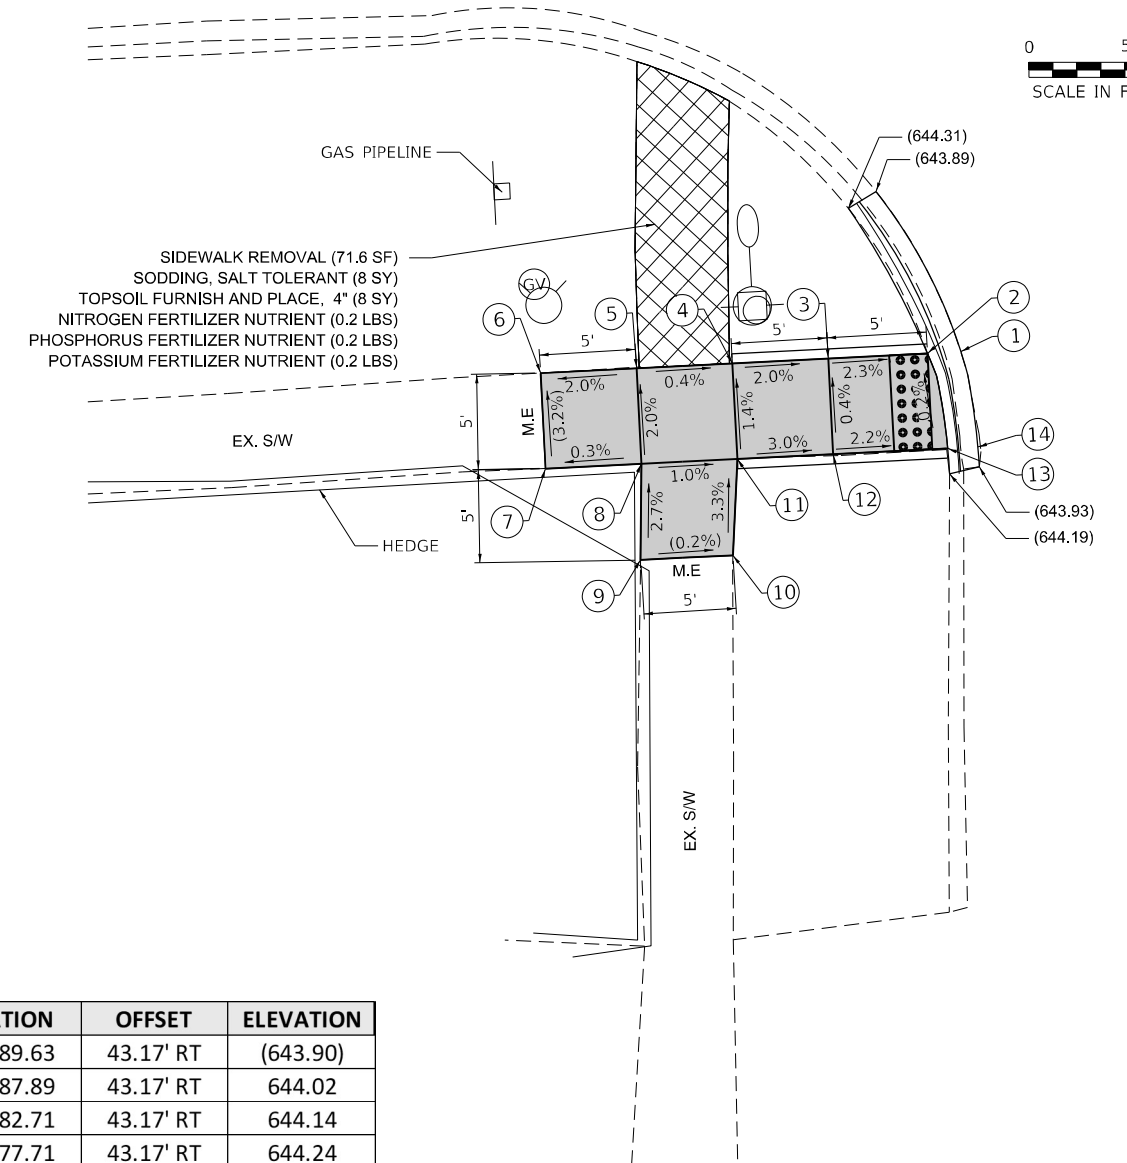 0 5
SCALE IN F
(644.31)
(643.89)
GAS PIPELINE
SIDEWALK REMOVAL (71.6 SF)
SODDING, SALT TOLERANT (8 SY)
TOPSOIL FURNISH AND PLACE, 4" (8 SY)
NITROGEN FERTILIZER NUTRIENT (0.2 LBS)
PHOSPHORUS FERTILIZER NUTRIENT (0.2 LBS)
POTASSIUM FERTILIZER NUTRIENT (0.2 LBS)
GV
6
5
4
3
2
1
5'
5'
5'
2.0%
0.4%
2.0%
2.3%
5'
M.E
(3.2%)
2.0%
1.4%
0.4%
0.2%
EX. S/W
0.3%
3.0%
2.2%
14
13
1.0%
7
8
11
12
5'
2.7%
3.3%
(643.93)
(644.19)
HEDGE
(0.2%)
M.E
9
10
5'
EX. S/W
TION OFFSET ELEVATION
89.63 43.17' RT (643.90)
87.89 43.17' RT 644.02
82.71 43.17' RT 644.14
77.71 43.17' RT 644.24